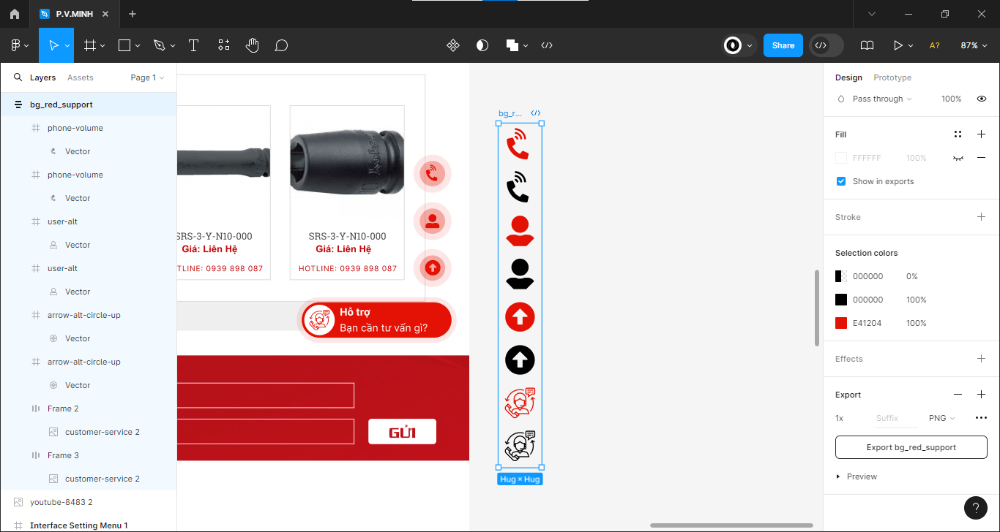 P.V.MINH
Share
A?
87%
Layers
Assets
Page 1
bg_red_support
phone-volume
Vector
phone-volume
Vector
user-alt
Vector
user-alt
Vector
arrow-alt-circle-up
Vector
arrow-alt-circle-up
Vector
Frame 2
customer-service 2
Frame 3
customer-service 2
youtube-8483 2
Interface Setting Menu 1
SRS-3-Y-N10-000
Giá: Liên Hệ
TLINE: 0939 898 087
SRS-3-Y-N10-000
Giá: Liên Hệ
HOTLINE: 0939 898 087
Hỗ trợ
Bạn cần tư vấn gì?
GỬI
bg_r...
Hug × Hug
Design
Prototype
Pass through
100%
Fill
FFFFFF
100%
Show in exports
Stroke
Selection colors
000000
0%
000000
100%
E41204
100%
Effects
Export
1x
Suffix
PNG
Export bg_red_support
Preview
?